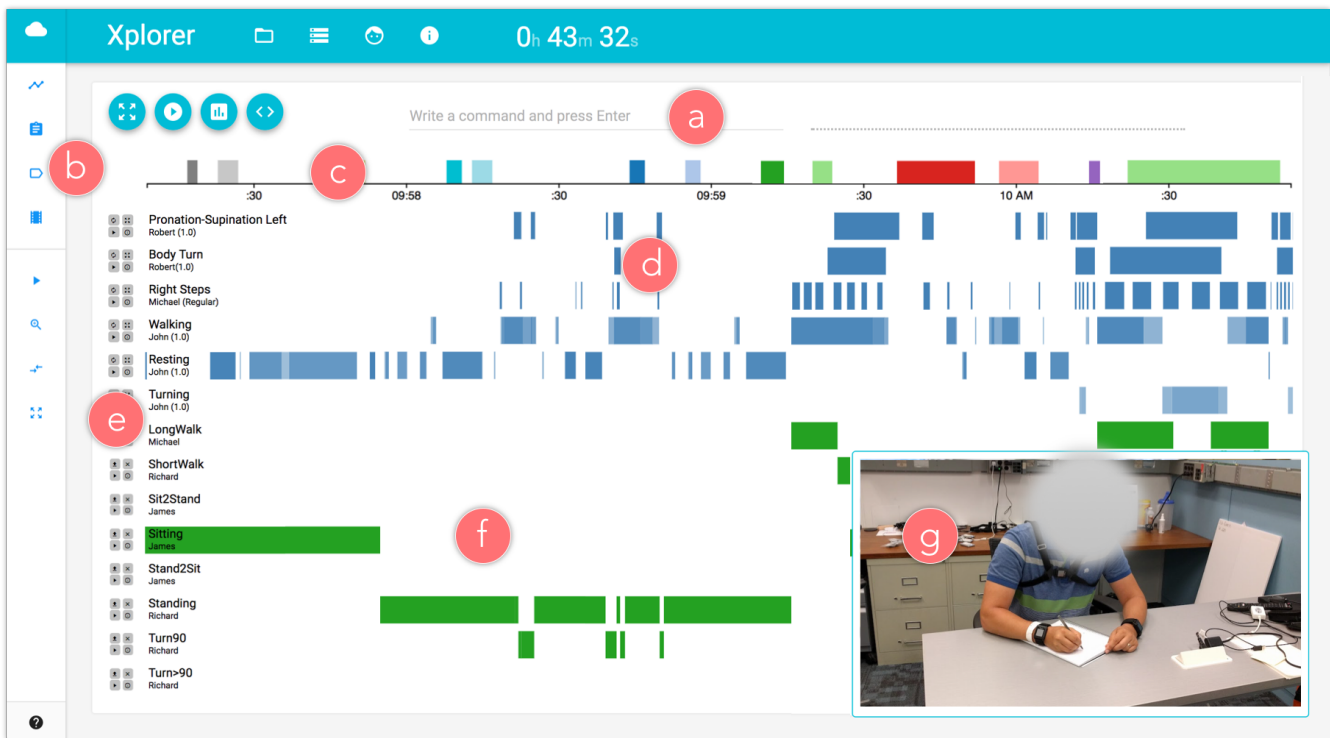 Xplorer
0h 43m 32s
Write a command and press Enter
a
b
c
:30
09:58
:30
09:59
:30
10 AM
:30
Pronation-Supination Left
Robert (1.0)
Body Turn
Robert(1.0)
d
Right Steps
Michael (Regular)
Walking
John (1.0)
Resting
John (1.0)
Turning
John (1.0)
e
LongWalk
Michael
ShortWalk
Richard
Sit2Stand
James
Sitting
James
f
g
Stand2Sit
James
Standing
Richard
Turn90
Richard
Turn>90
Richard